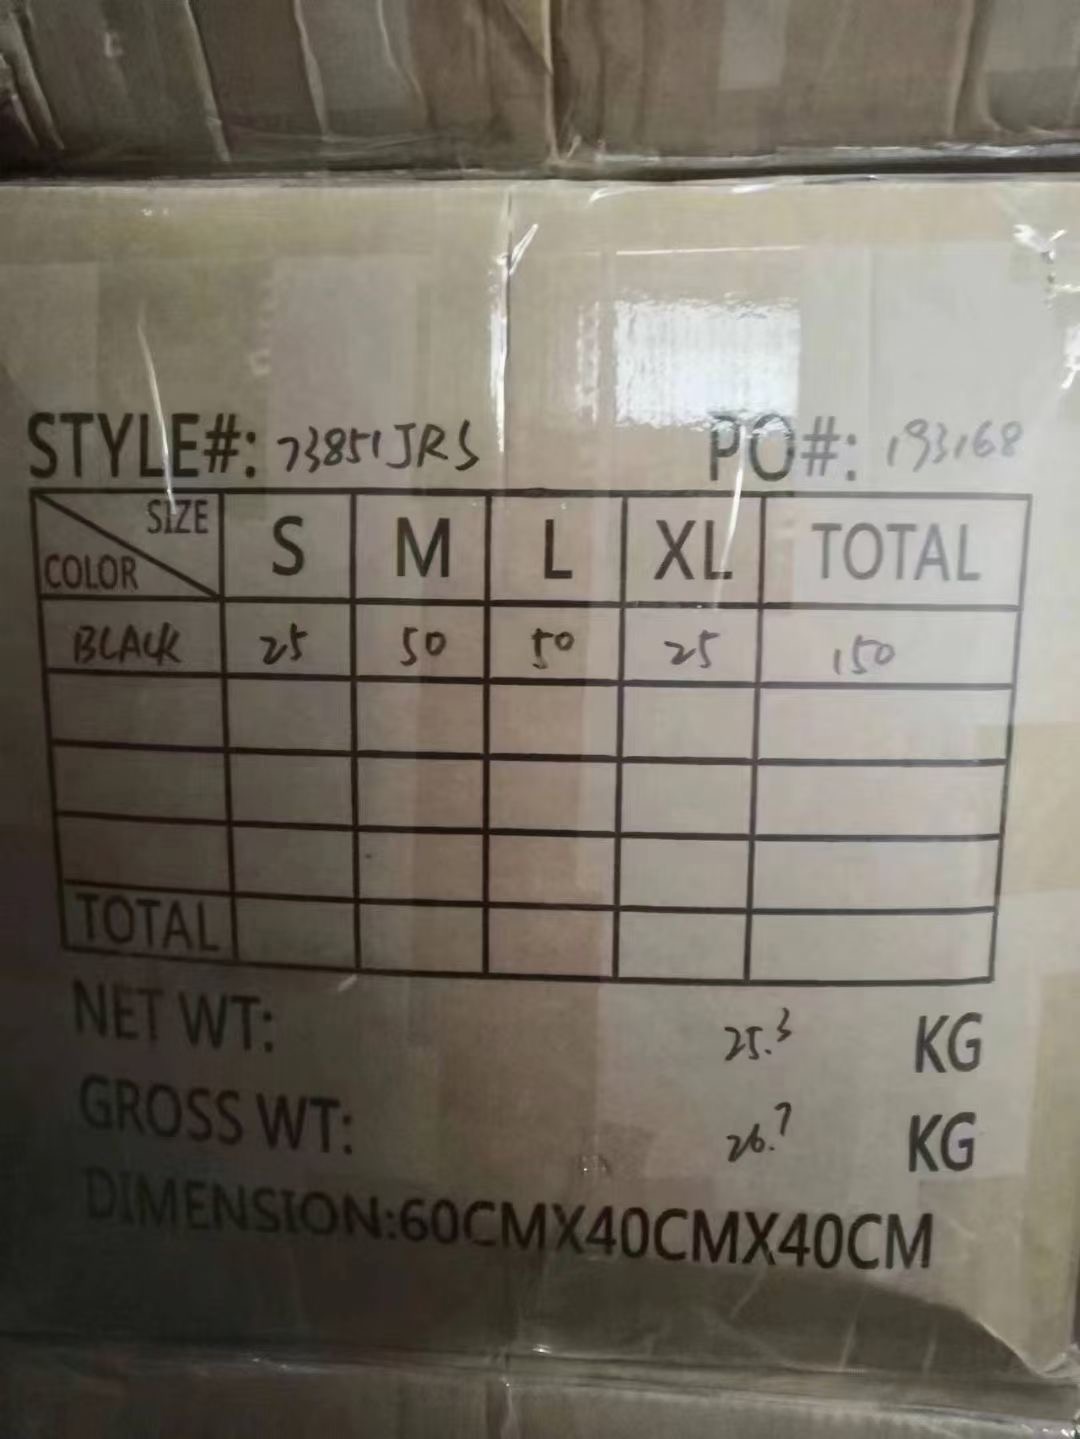 STYLE#: 73851JRS PO#: 193168
SIZE
COLOR S M L XL TOTAL
BLACK 25 50 50 25 150
TOTAL
NET WT: 25.3 KG
GROSS WT: 26.7 KG
DIMENSION:60CMX40CMX40CM